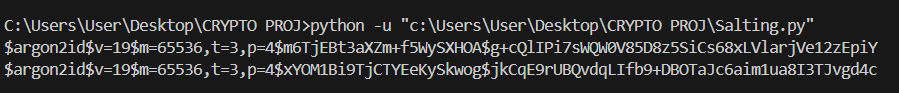 C:\Users\User\Desktop\CRYPTO PROJ>python -u "c:\Users\User\Desktop\CRYPTO PROJ\Salting.py"
$argon2id$v=19$m=65536,t=3,p=4$m6TjEBt3aXZm+f5WySXHOA$g+cQlIPi7sWQW0V85D8z5SiCs68xLVlarjVe12zEpiY
$argon2id$v=19$m=65536,t=3,p=4$xYOM1Bi9TjCTYEeKySkwog$jkCqE9rUBQvdqLIfb9+DBOTaJc6aim1ua8I3TJvgd4c